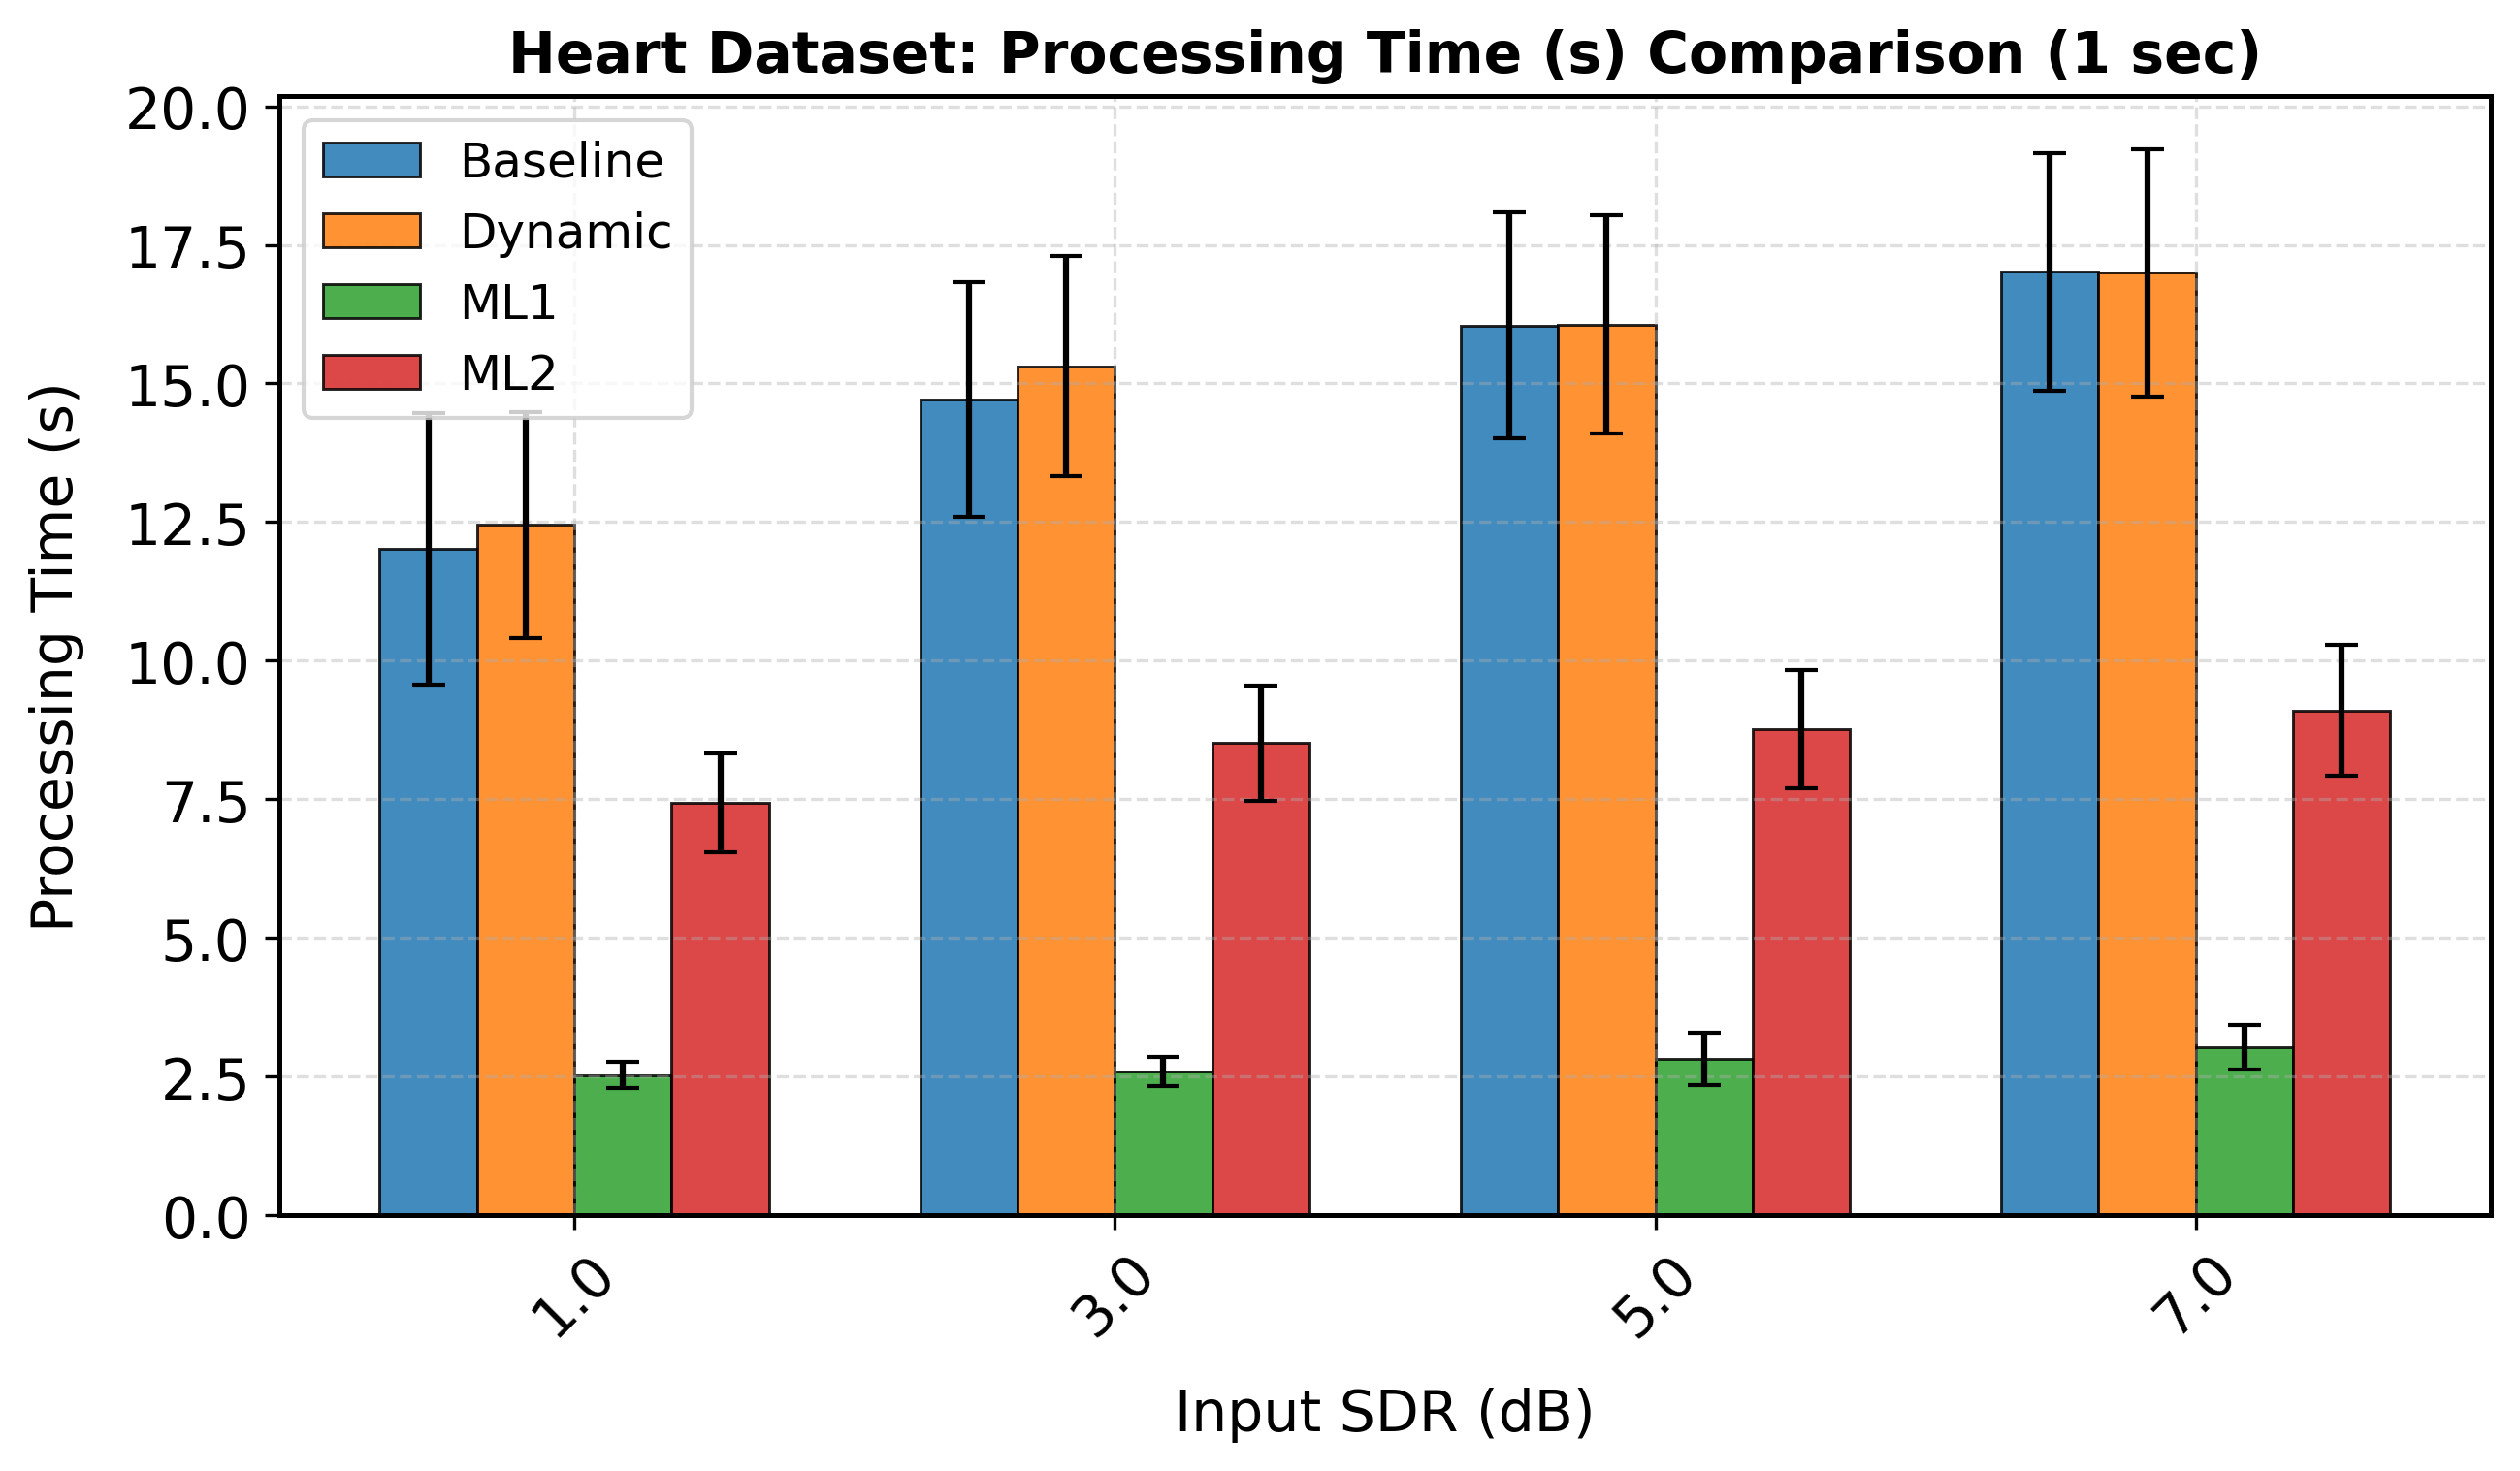 Heart Dataset: Processing Time (s) Comparison (1 sec)
Processing Time (s)
20.0
17.5
15.0
12.5
10.0
7.5
5.0
2.5
0.0
Baseline
Dynamic
ML1
ML2
1.0
3.0
5.0
7.0
Input SDR (dB)